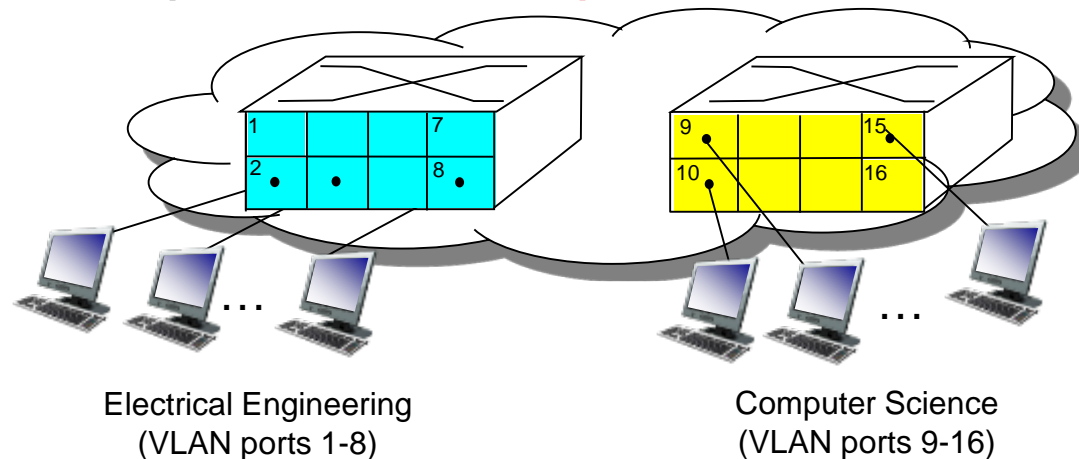 1 7 9 15
2 8 10 16
... ...
Electrical Engineering Computer Science
(VLAN ports 1-8) (VLAN ports 9-16)